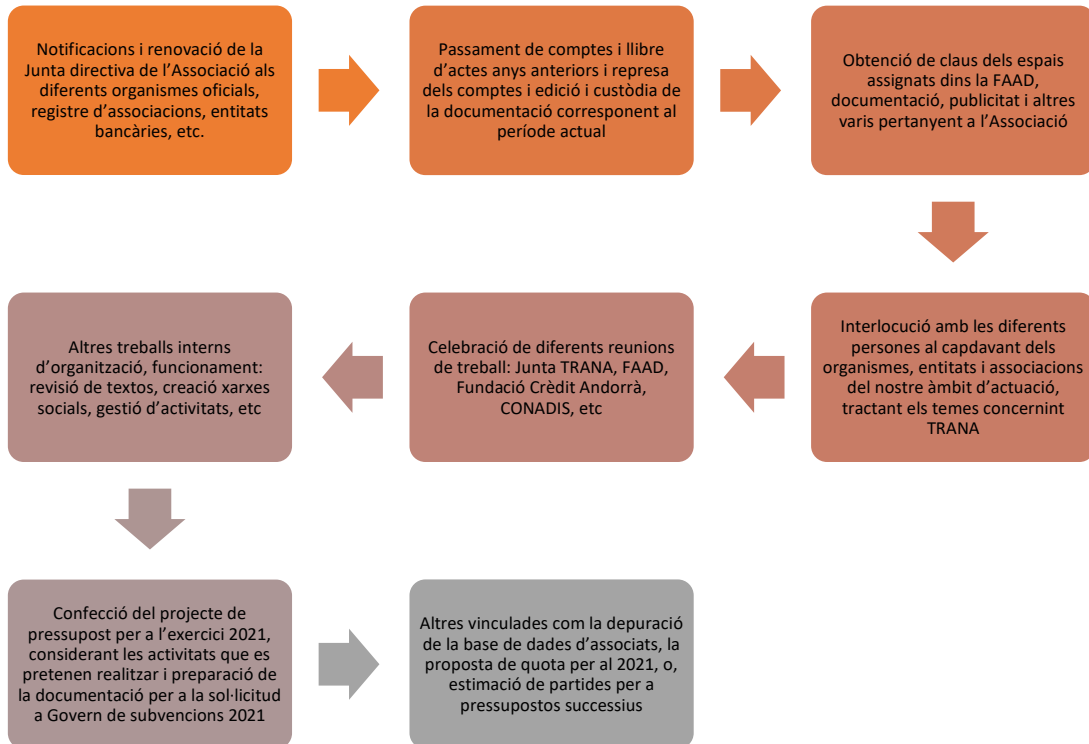 Notificacions i renovació de la
Junta directiva de l’Associació als
diferents organismes oficials,
registre d’associacions, entitats
bancàries, etc.
Passament de comptes i llibre
d’actes anys anteriors i represa
dels comptes i edició i custòdia de
la documentació corresponent al
període actual
Obtenció de claus dels espais
assignats dins la FAAD,
documentació, publicitat i altres
varis pertanyent a l’Associació
Interlocució amb les diferents
persones al capdavant dels
organismes, entitats i associacions
del nostre àmbit d’actuació,
tractant els temes concernint
TRANA
Celebració de diferents reunions
de treball: Junta TRANA, FAAD,
Fundació Crèdit Andorrà,
CONADIS, etc
Altres treballs interns
d’organització, funcionament:
revisió de textos, creació xarxes
socials, gestió d’activitats, etc
Confecció del projecte de
pressupost per a l’exercici 2021,
considerant les activitats que es
pretenen realitzar i preparació de
la documentació per a la sol·licitud
a Govern de subvencions 2021
Altres vinculades com la depuració
de la base de dades d’associats, la
proposta de quota per al 2021, o,
estimació de partides per a
pressupostos successius